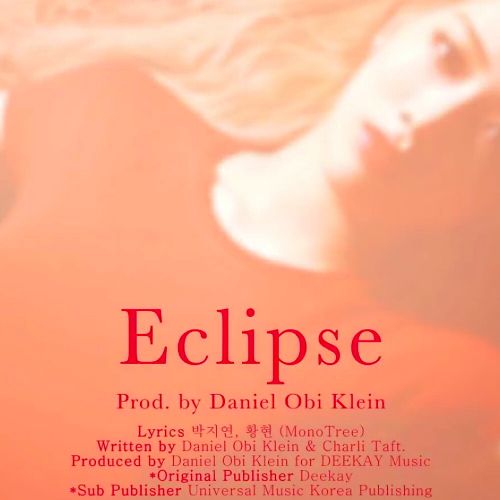 Eclipse
Prod. by Daniel Obi Klein
Lyrics 박지연, 황현 (MonoTree)
Written by Daniel Obi Klein & Charli Taft.
Produced by Daniel Obi Klein for DEEKAY Music
*Original Publisher Deekay
*Sub Publisher Universal Music Korea Publishing